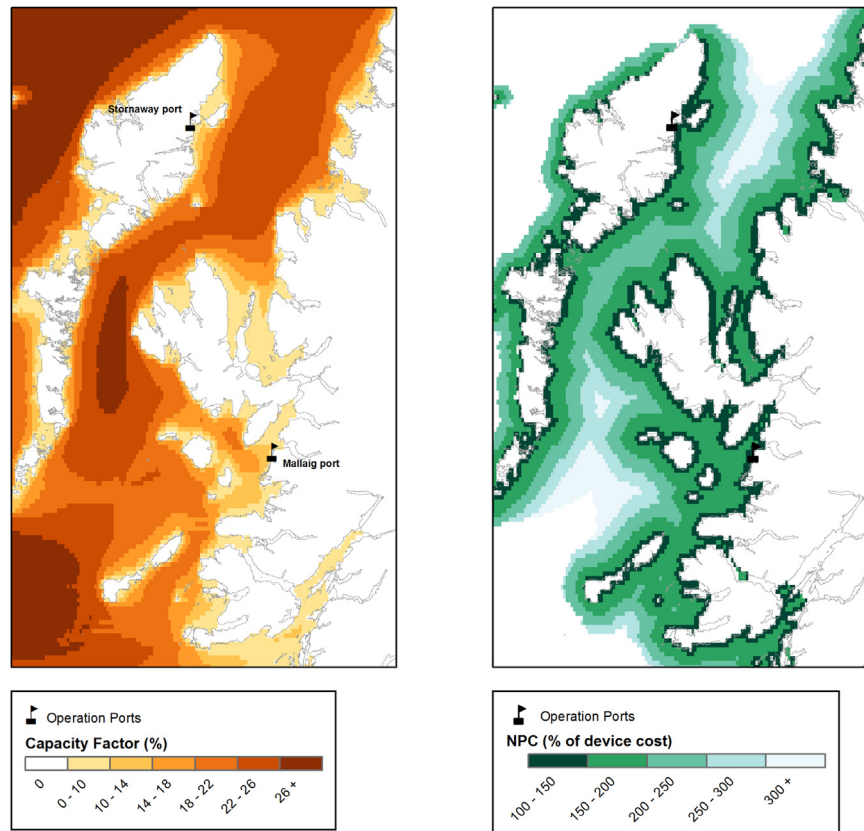 Stornaway port
Mallaig port
Operation Ports
Capacity Factor (%)
0
0 - 10
10 - 14
14 - 18
18 - 22
22 - 26
26 +
Operation Ports
NPC (% of device cost)
100 - 150
150 - 200
200 - 250
250 - 300
300 +